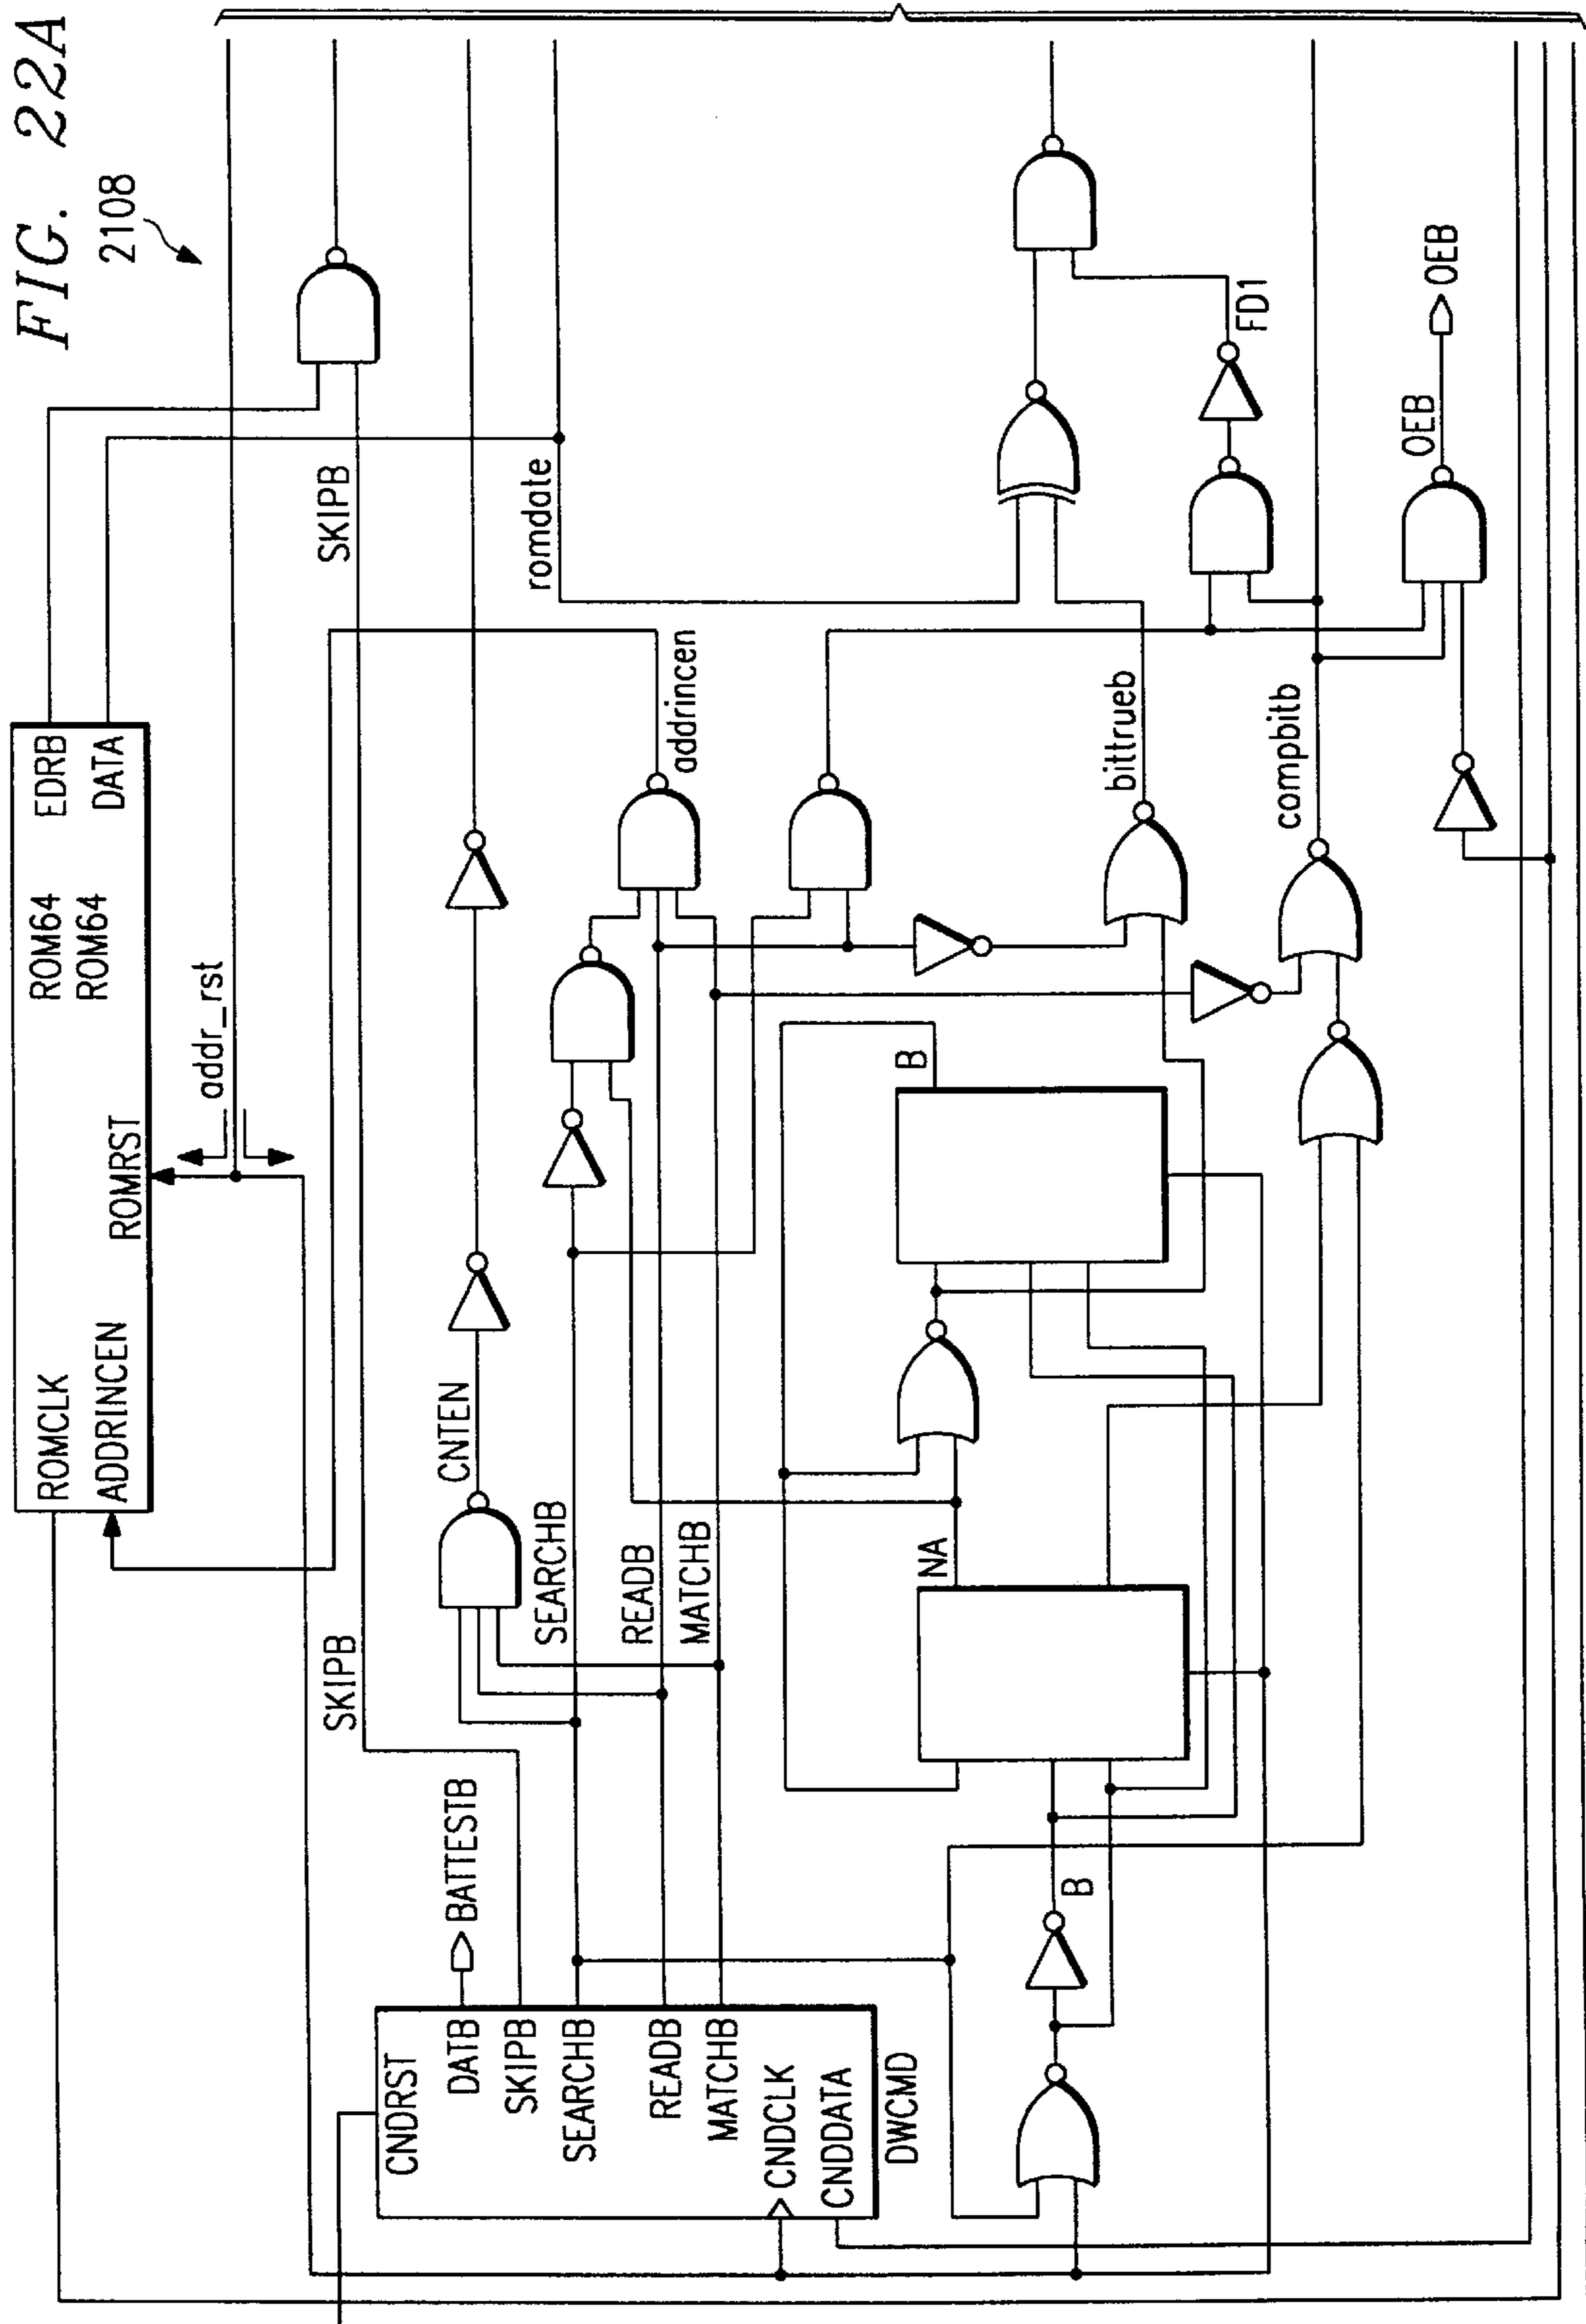 FIG. 22A
2108
ROMCLK
ADDRINCEN
ROMRST
ROM64
ROM64
EDRB
DATA
addr_rst
SKIPB
SKIPB
romdate
CNTEN
SEARCHB
READB
MATCHB
addrincen
BATTESTB
CNDRST
DATB
SKIPB
SEARCHB
READB
MATCHB
CNDCLK
CNDDATA
DWCMD
NA
B
B
bittrueb
compbitb
FD1
OEB
OEB